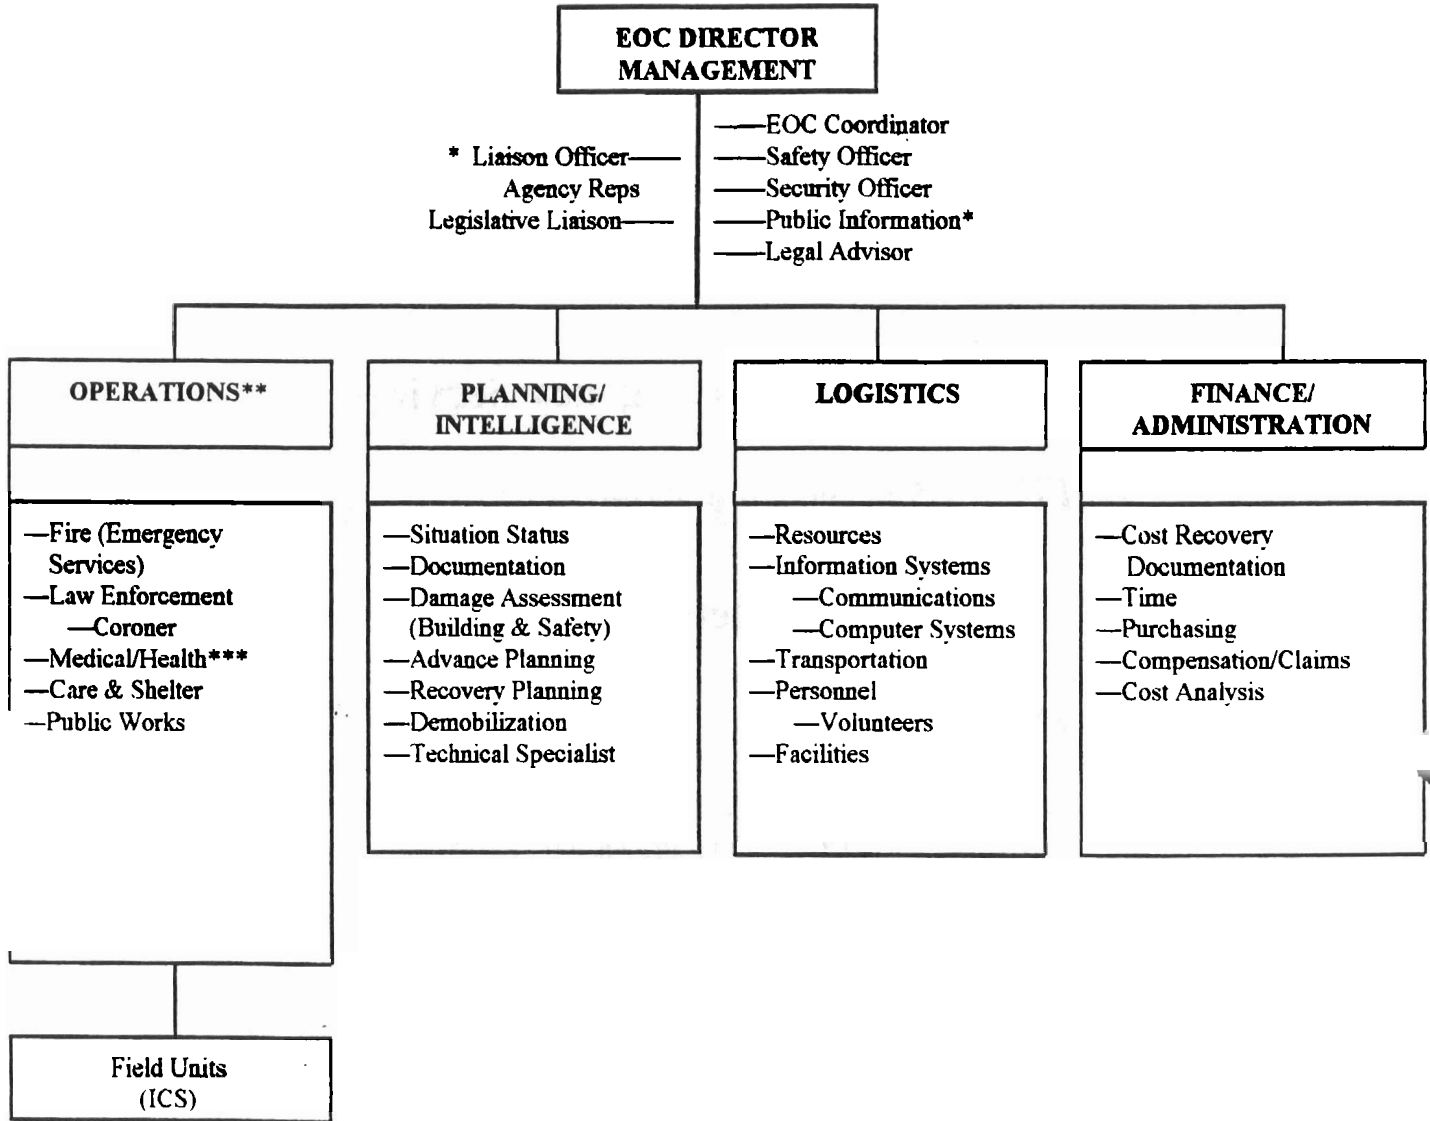 EOC DIRECTOR
MANAGEMENT
* Liaison Officer——
Agency Reps
Legislative Liaison——
——EOC Coordinator
——Safety Officer
——Security Officer
——Public Information*
——Legal Advisor
OPERATIONS**
—Fire (Emergency
Services)
—Law Enforcement
—Coroner
—Medical/Health***
—Care & Shelter
—Public Works
Field Units
(ICS)
PLANNING/
INTELLIGENCE
—Situation Status
—Documentation
—Damage Assessment
(Building & Safety)
—Advance Planning
—Recovery Planning
—Demobilization
—Technical Specialist
LOGISTICS
—Resources
—Information Systems
—Communications
—Computer Systems
—Transportation
—Personnel
—Volunteers
—Facilities
FINANCE/
ADMINISTRATION
—Cost Recovery
Documentation
—Time
—Purchasing
—Compensation/Claims
—Cost Analysis